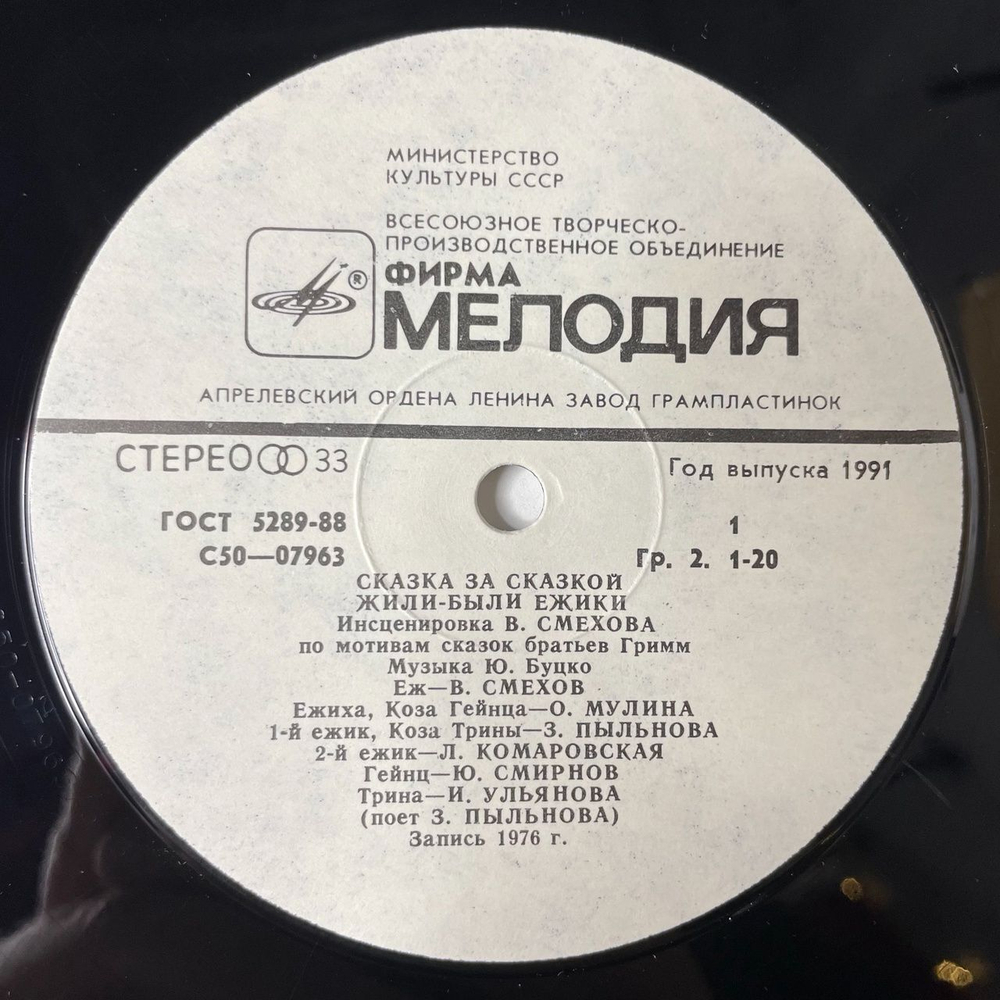 МИНИСТЕРСТВО
КУЛЬТУРЫ СССР
ВСЕСОЮЗНОЕ ТВОРЧЕСКО-
ПРОИЗВОДСТВЕННОЕ ОБЪЕДИНЕНИЕ
ФИРМА
МЕЛОДИЯ
®
АПРЕЛЕВСКИЙ ОРДЕНА ЛЕНИНА ЗАВОД ГРАМПЛАСТИНОК
СТЕРЕО 33
Год выпуска 1991
ГОСТ 5289-88
1
С50—07963
Гр. 2. 1-20
СКАЗКА ЗА СКАЗКОЙ
ЖИЛИ-БЫЛИ ЕЖИКИ
Инсценировка В. СМЕХОВА
по мотивам сказок братьев Гримм
Музыка Ю. Буцко
Еж—В. СМЕХОВ
Ежиха, Коза Гейнца—О. МУЛИНА
1-й ежик, Коза Трины—З. ПЫЛЬНОВА
2-й ежик—Л. КОМАРОВСКАЯ
Гейнц—Ю. СМИРНОВ
Трина—И. УЛЬЯНОВА
(поет З. ПЫЛЬНОВА)
Запись 1976 г.